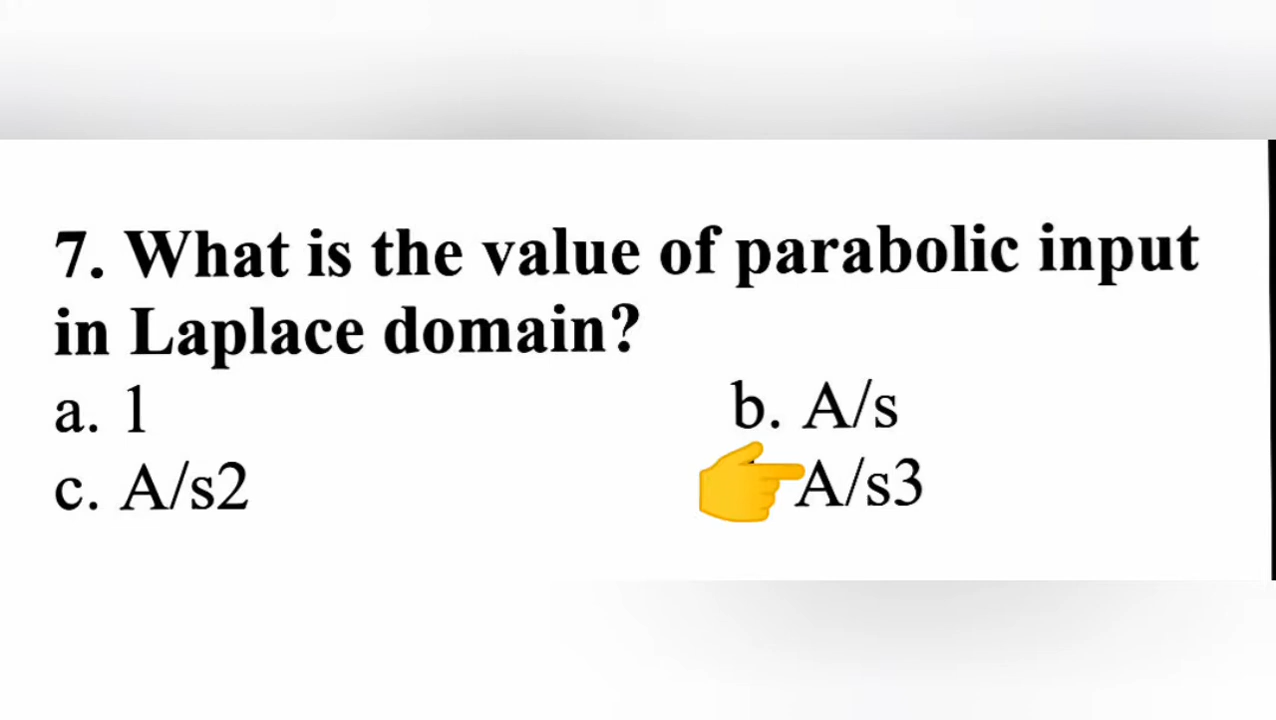 7. What is the value of parabolic input
in Laplace domain?
a. 1
b. A/s
c. A/s2
A/s3